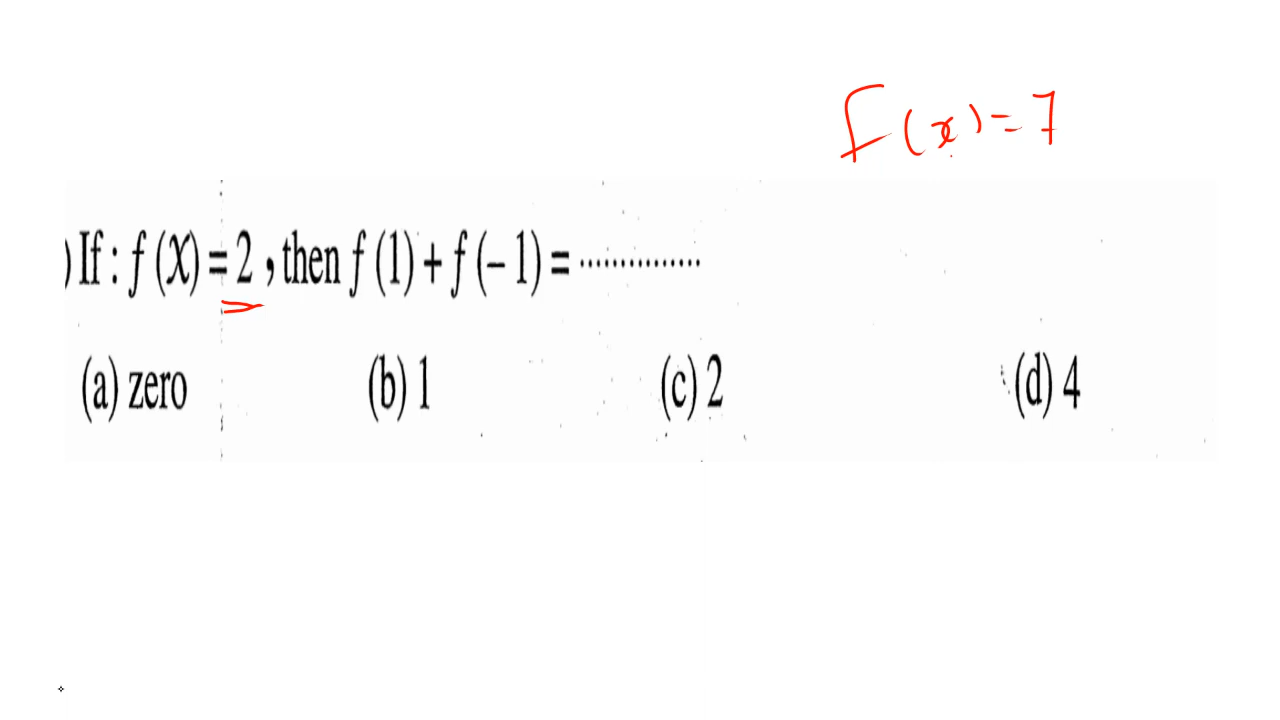 f(x)=7
) If : f (X) = 2 , then f (1) + f (– 1) = ...............
(a) zero (b) 1 (c) 2 (d) 4